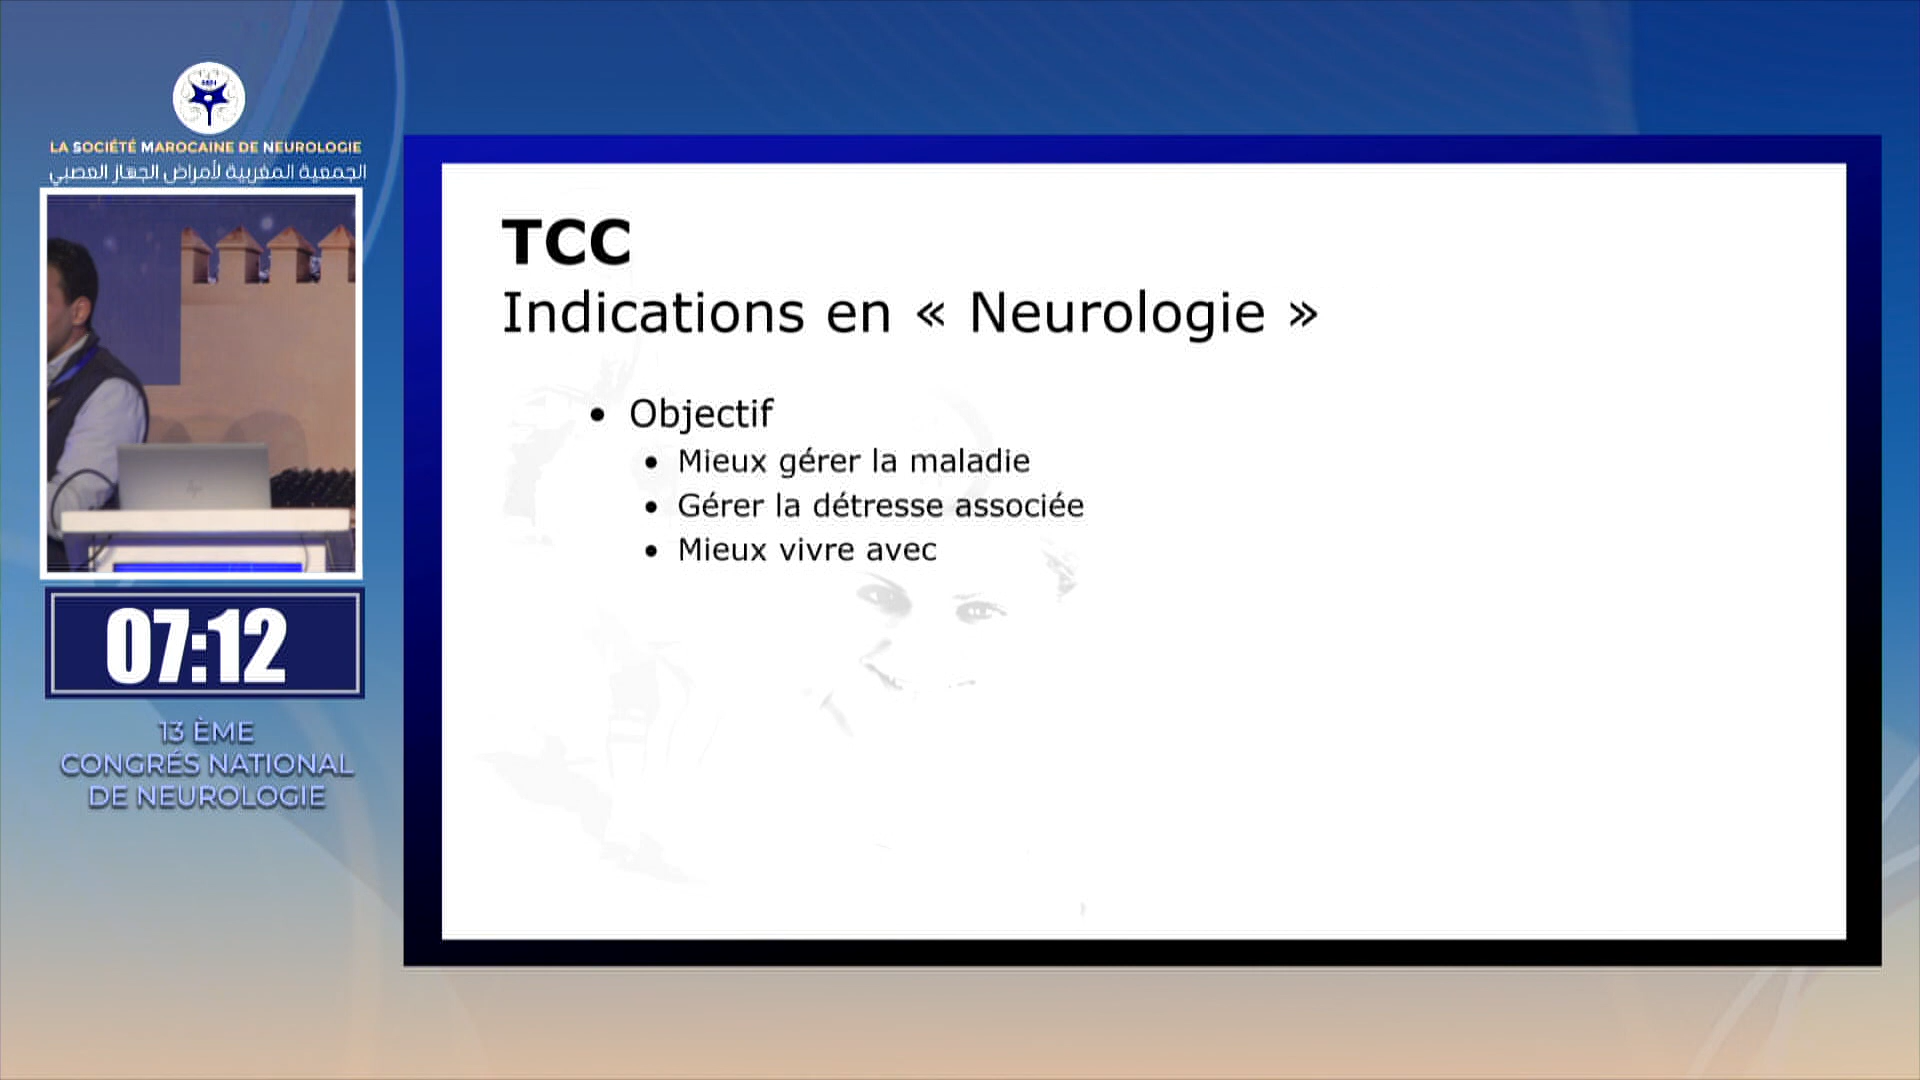 LA SOCIÉTÉ MAROCAINE DE NEUROLOGIE
الجمعية المغربية لأمراض الجهاز العصبي
07:12
13 ÈME
CONGRÉS NATIONAL
DE NEUROLOGIE
TCC
Indications en « Neurologie »
• Objectif
• Mieux gérer la maladie
• Gérer la détresse associée
• Mieux vivre avec